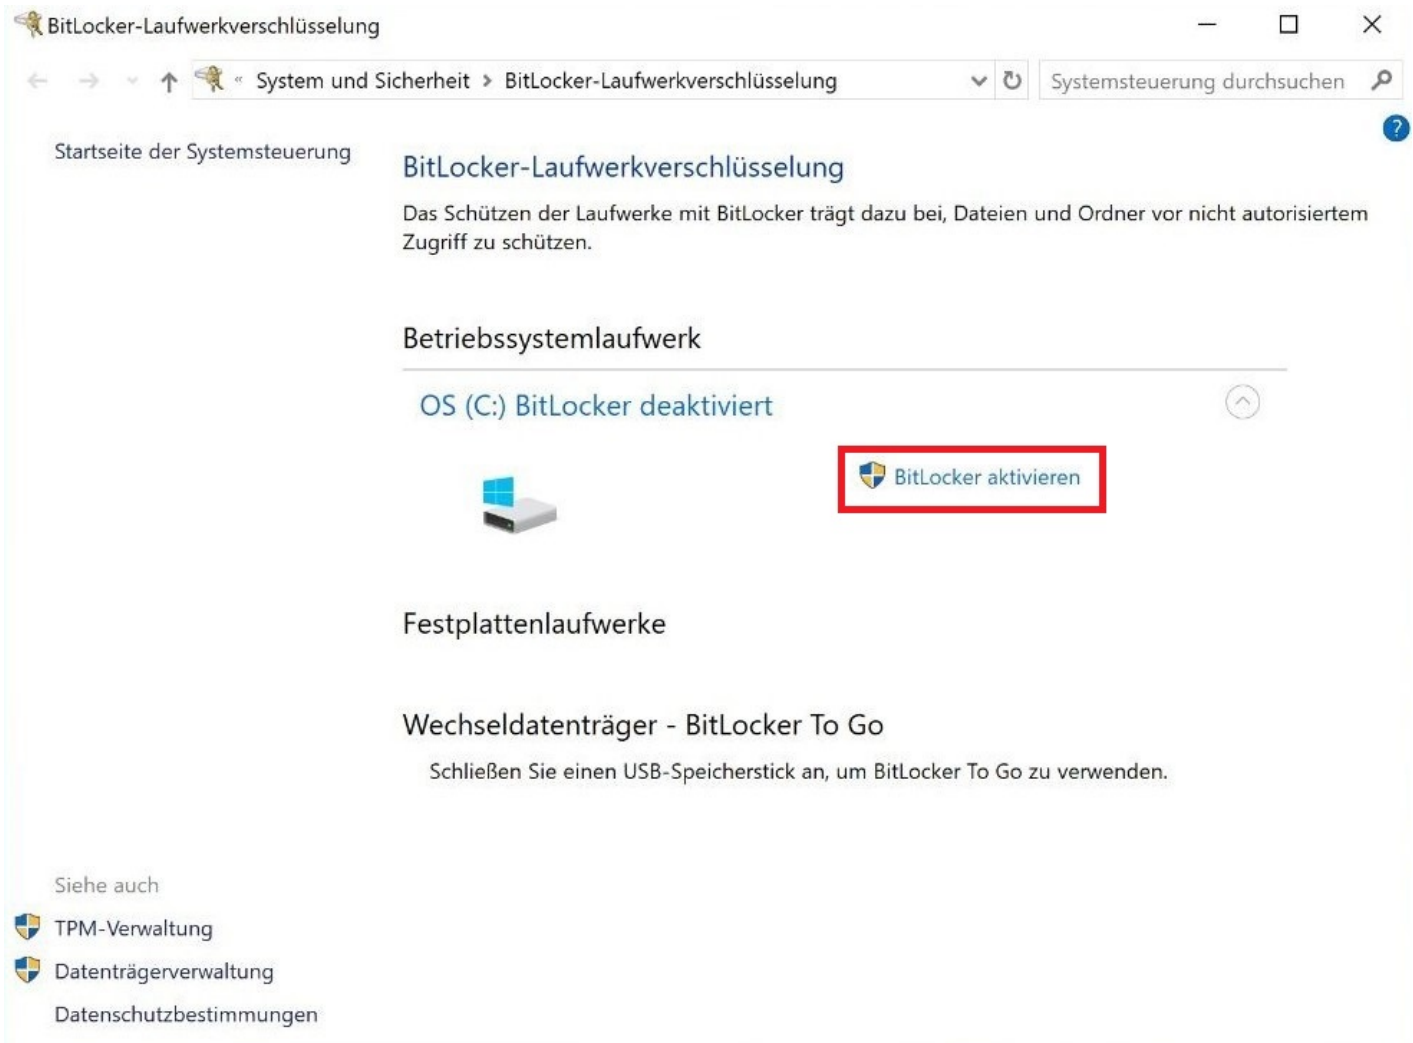 BitLocker-Laufwerkverschlüsselung
« System und Sicherheit > BitLocker-Laufwerkverschlüsselung
Systemsteuerung durchsuchen
?
Startseite der Systemsteuerung
BitLocker-Laufwerkverschlüsselung
Das Schützen der Laufwerke mit BitLocker trägt dazu bei, Dateien und Ordner vor nicht autorisiertem
Zugriff zu schützen.
Betriebssystemlaufwerk
OS (C:) BitLocker deaktiviert
BitLocker aktivieren
Festplattenlaufwerke
Wechseldatenträger - BitLocker To Go
Schließen Sie einen USB-Speicherstick an, um BitLocker To Go zu verwenden.
Siehe auch
TPM-Verwaltung
Datenträgerverwaltung
Datenschutzbestimmungen